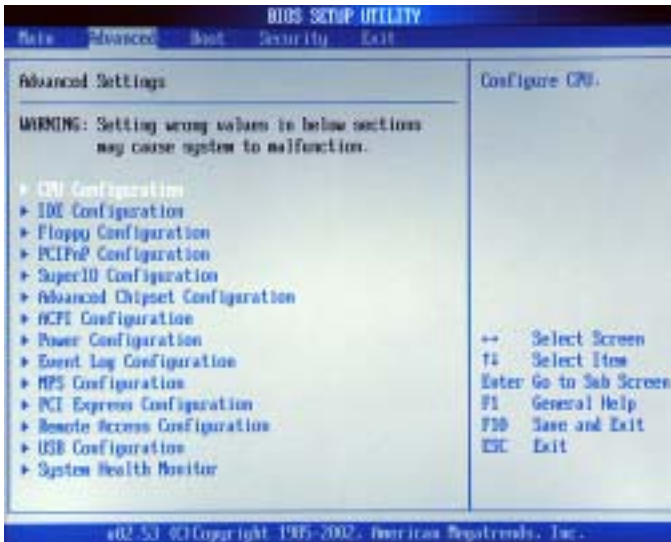 BIOS SETUP UTILITY
Main Advanced Boot Security Exit
Advanced Settings
WARNING: Setting wrong values in below sections
may cause system to malfunction.
CPU Configuration
IDE Configuration
Floppy Configuration
PCIPnP Configuration
SuperIO Configuration
Advanced Chipset Configuration
ACPI Configuration
Power Configuration
Event Log Configuration
MPS Configuration
PCI Express Configuration
Remote Access Configuration
USB Configuration
System Health Monitor
Configure CPU.
↔ Select Screen
↑↓ Select Item
Enter Go to Sub Screen
F1 General Help
F10 Save and Exit
ESC Exit
v02.53 (C)Copyright 1985-2002, American Megatrends, Inc.